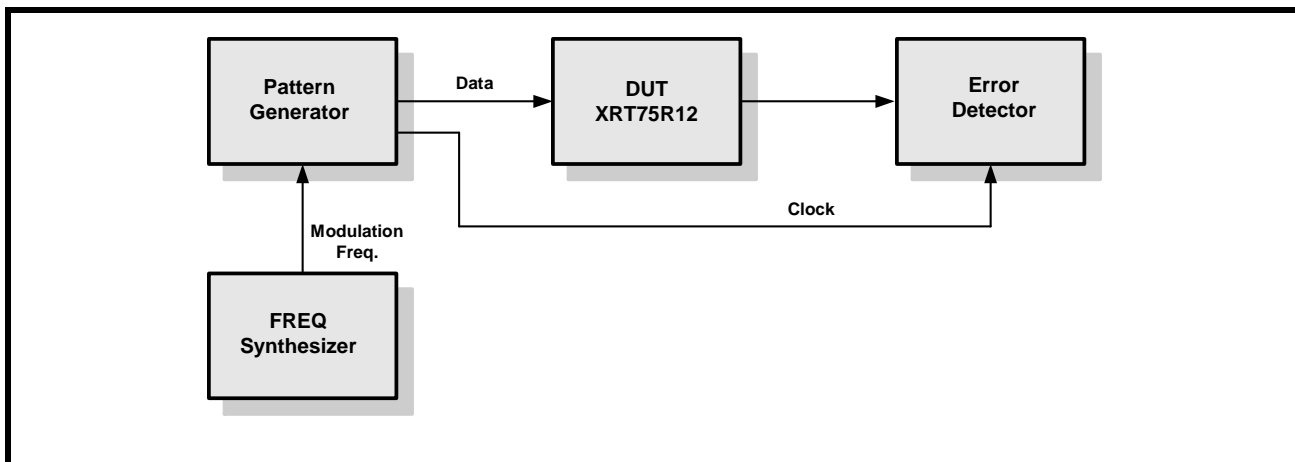 Pattern
Generator
Data
DUT
XRT75R12
Error
Detector
Clock
Modulation
Freq.
FREQ
Synthesizer